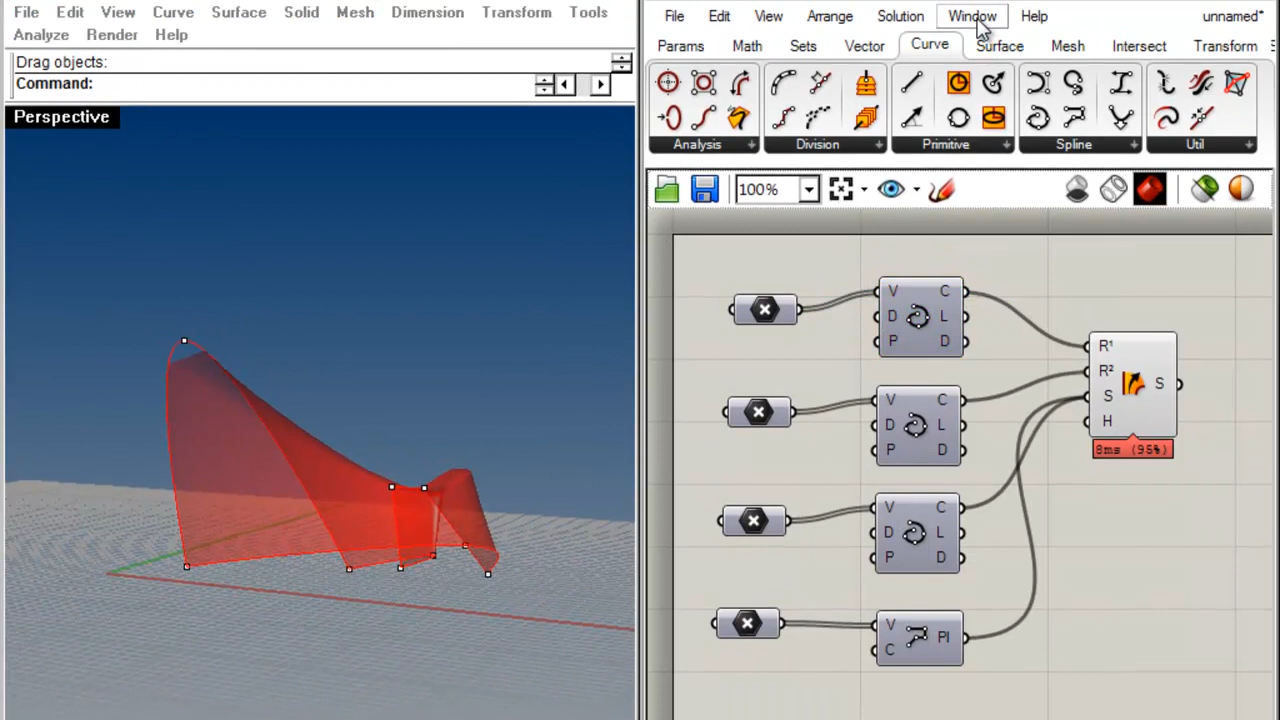 File Edit View Curve Surface Solid Mesh Dimension Transform Tools
Analyze Render Help
Drag objects:
Command:
Perspective
File Edit View Arrange Solution Window Help unnamed*
Params Math Sets Vector Curve Surface Mesh Intersect Transform
Analysis Division Primitive Spline Util
100%
V C
D L
P D
V C
D L
P D
V C
D L
P D
V Pl
C
R¹
R²
S S
H
8ms (95%)